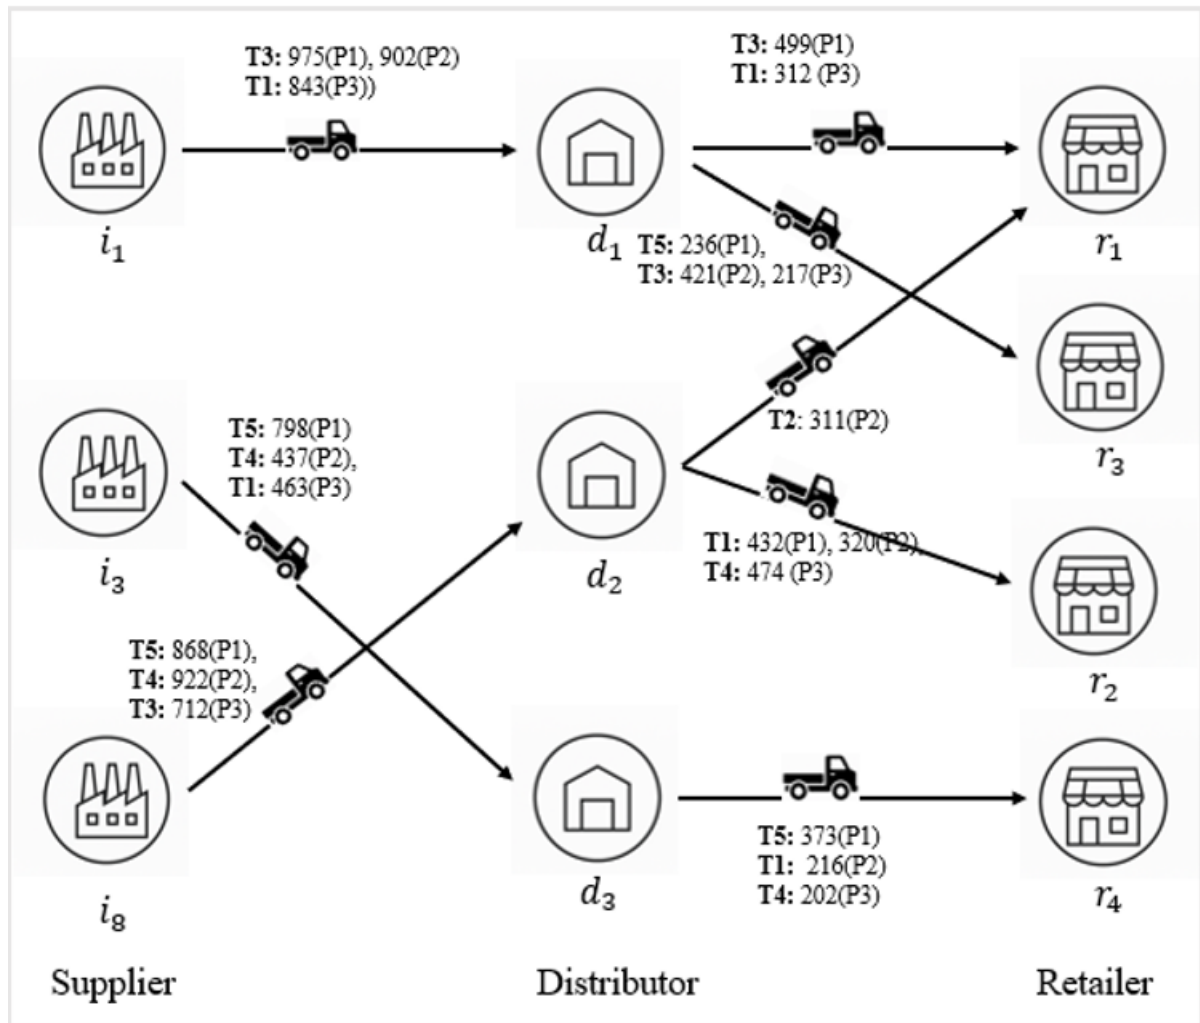 T3: 975(P1), 902(P2)
T1: 843(P3))
T3: 499(P1)
T1: 312 (P3)
i₁
d₁
r₁
T5: 236(P1),
T3: 421(P2), 217(P3)
T2: 311(P2)
r₃
T5: 798(P1)
T4: 437(P2),
T1: 463(P3)
i₃
d₂
T1: 432(P1), 320(P2),
T4: 474 (P3)
r₂
T5: 868(P1),
T4: 922(P2),
T3: 712(P3)
i₈
d₃
T5: 373(P1)
T1: 216(P2)
T4: 202(P3)
r₄
Supplier
Distributor
Retailer